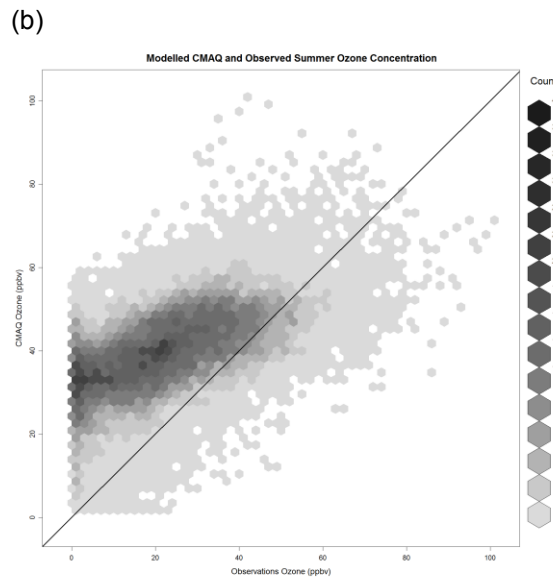 (b)
Modelled CMAQ and Observed Summer Ozone Concentration
Coun
100
80
60
40
20
0
CMAQ Ozone (ppbv)
0 20 40 60 80 100
Observations Ozone (ppbv)